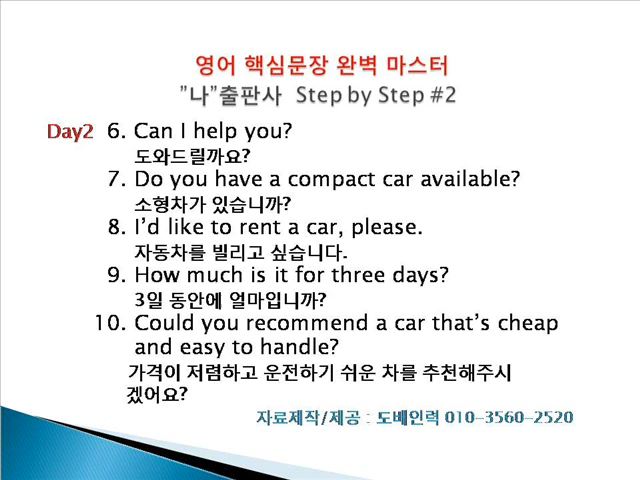 영어 핵심문장 완벽 마스터
”나”출판사 Step by Step #2
Day2 6. Can I help you?
도와드릴까요?
7. Do you have a compact car available?
소형차가 있습니까?
8. I’d like to rent a car, please.
자동차를 빌리고 싶습니다.
9. How much is it for three days?
3일 동안에 얼마입니까?
10. Could you recommend a car that’s cheap
and easy to handle?
가격이 저렴하고 운전하기 쉬운 차를 추천해주시
겠어요?
자료제작/제공 : 도배인력 010-3560-2520